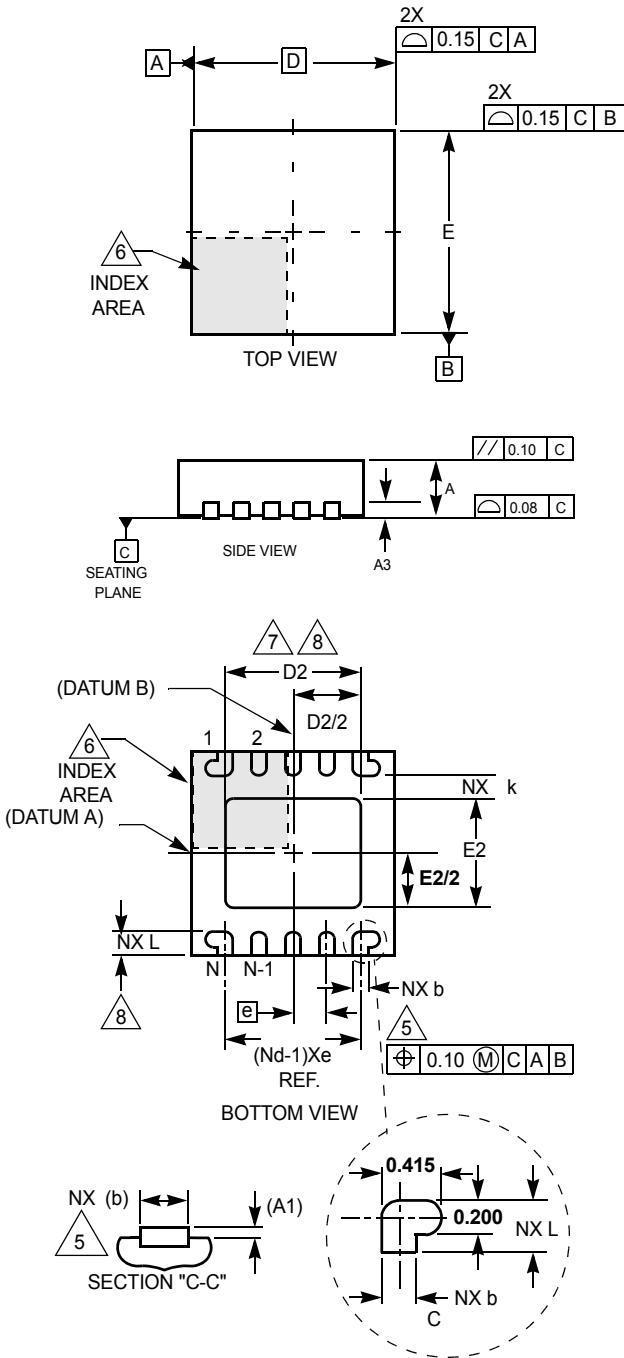 2X
0.15 C A
A
D
2X
0.15 C B
E
6
INDEX
AREA
TOP VIEW
B
// 0.10 C
A
0.08 C
C
SEATING
PLANE
SIDE VIEW
A3
7 8
D2
(DATUM B)
D2/2
6
INDEX
AREA
1 2
(DATUM A)
NX k
E2
E2/2
NX L
N N-1
8
NX b
e
5
(Nd-1)Xe
REF.
⌖ 0.10 Ⓜ C A B
BOTTOM VIEW
0.415
NX (b)
(A1)
0.200
NX L
5
SECTION "C-C"
NX b
C